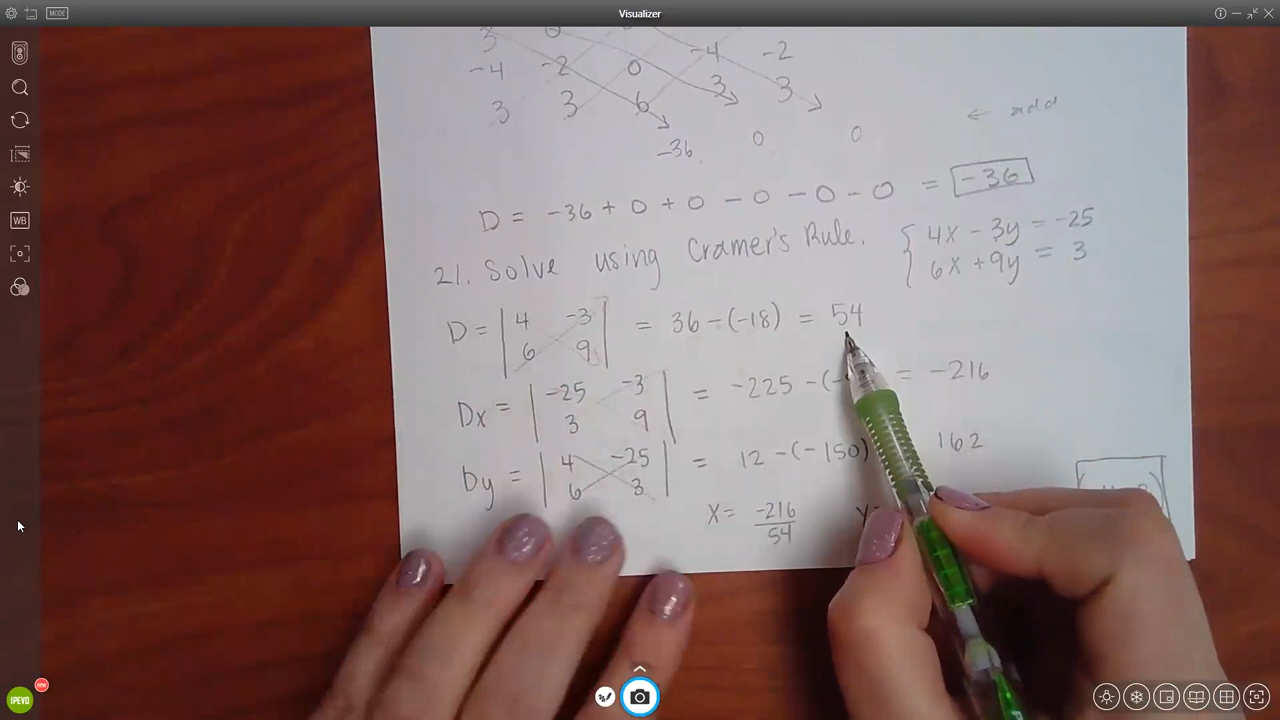 MODE
Visualizer
3
-4 -2
-4 -2 0 3 3
3 3 6
-36 0 0
← add
D = -36 + 0 + 0 - 0 - 0 - 0 = -36
21. Solve using Cramer's Rule.
4x - 3y = -25
6x + 9y = 3
D = | 4 -3 | = 36 - (-18) = 54
6 9
Dx = | -25 -3 | = -225 - (- = -216
3 9
Dy = | 4 -25 | = 12 - (-150) 162
6 3
x = -216
54
WB
IPEVO
new